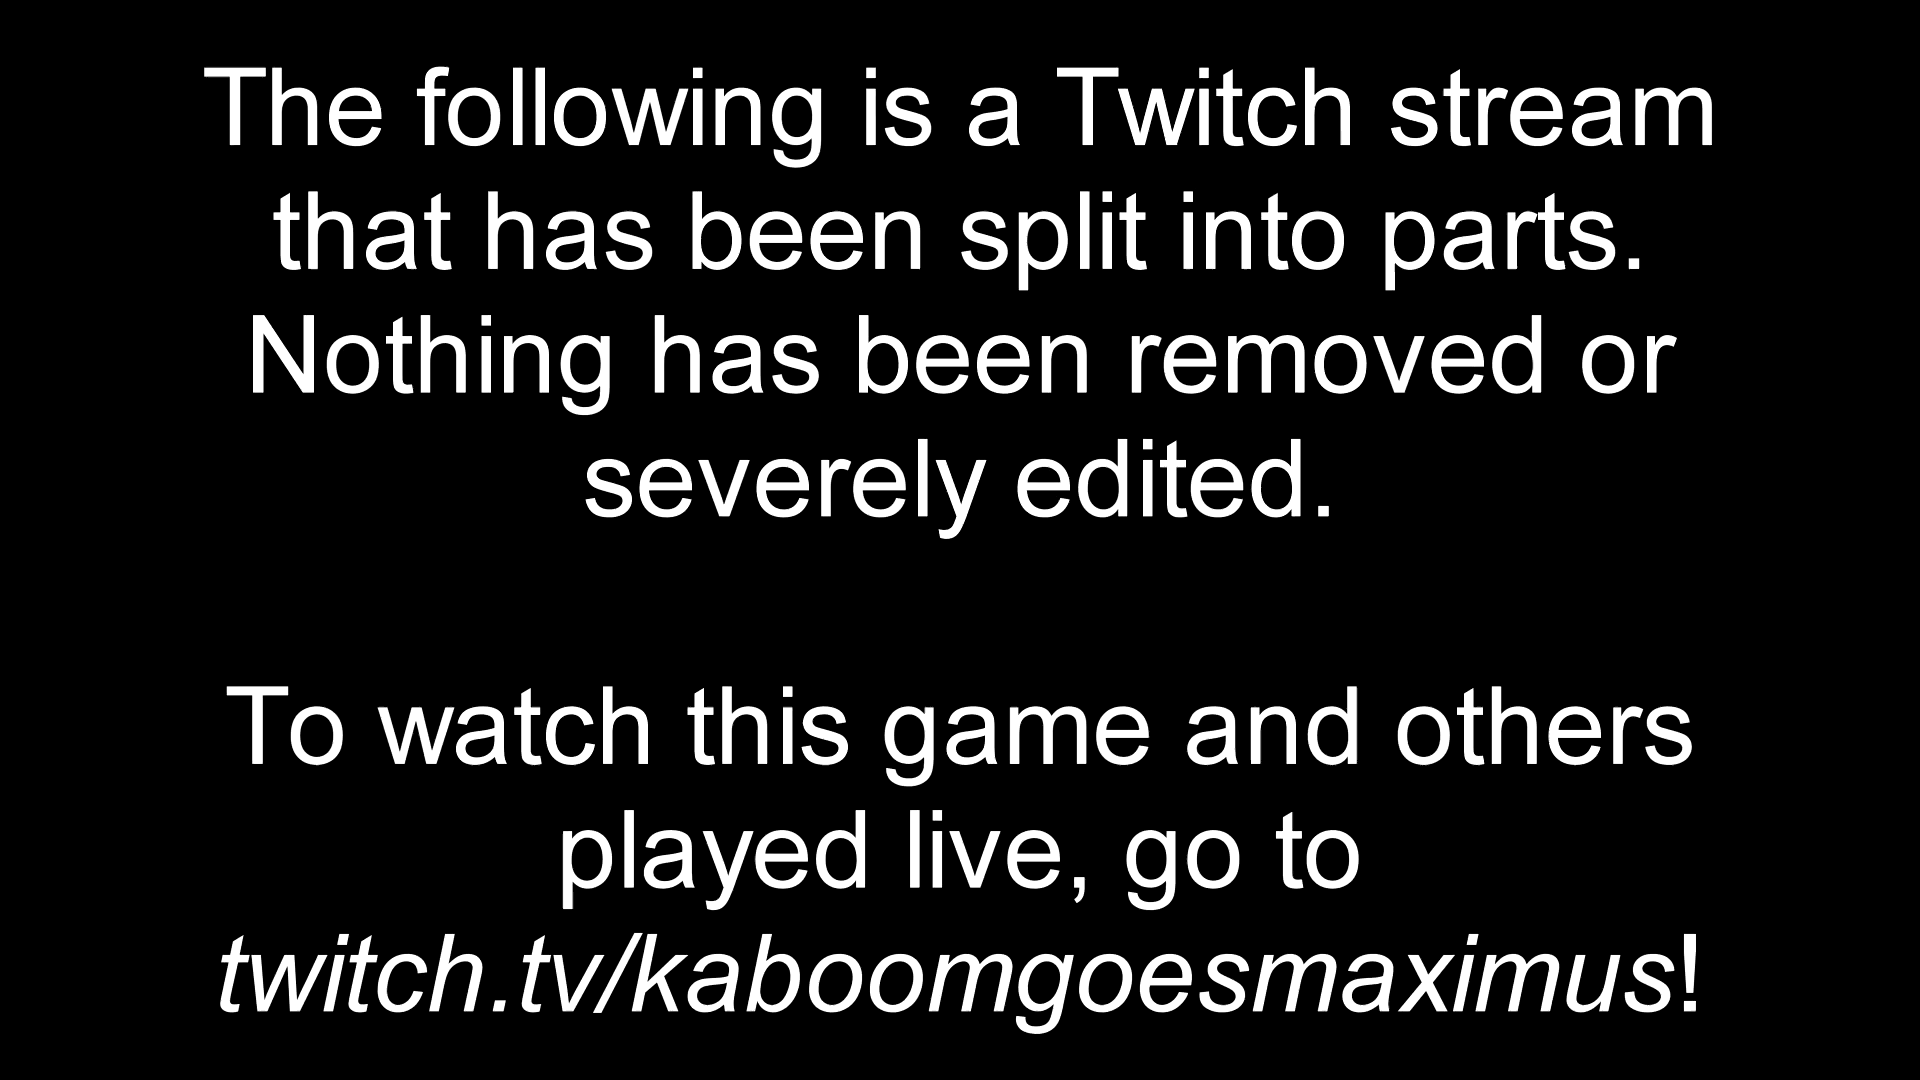 The following is a Twitch stream
that has been split into parts.
Nothing has been removed or
severely edited.
To watch this game and others
played live, go to
twitch.tv/kaboomgoesmaximus!